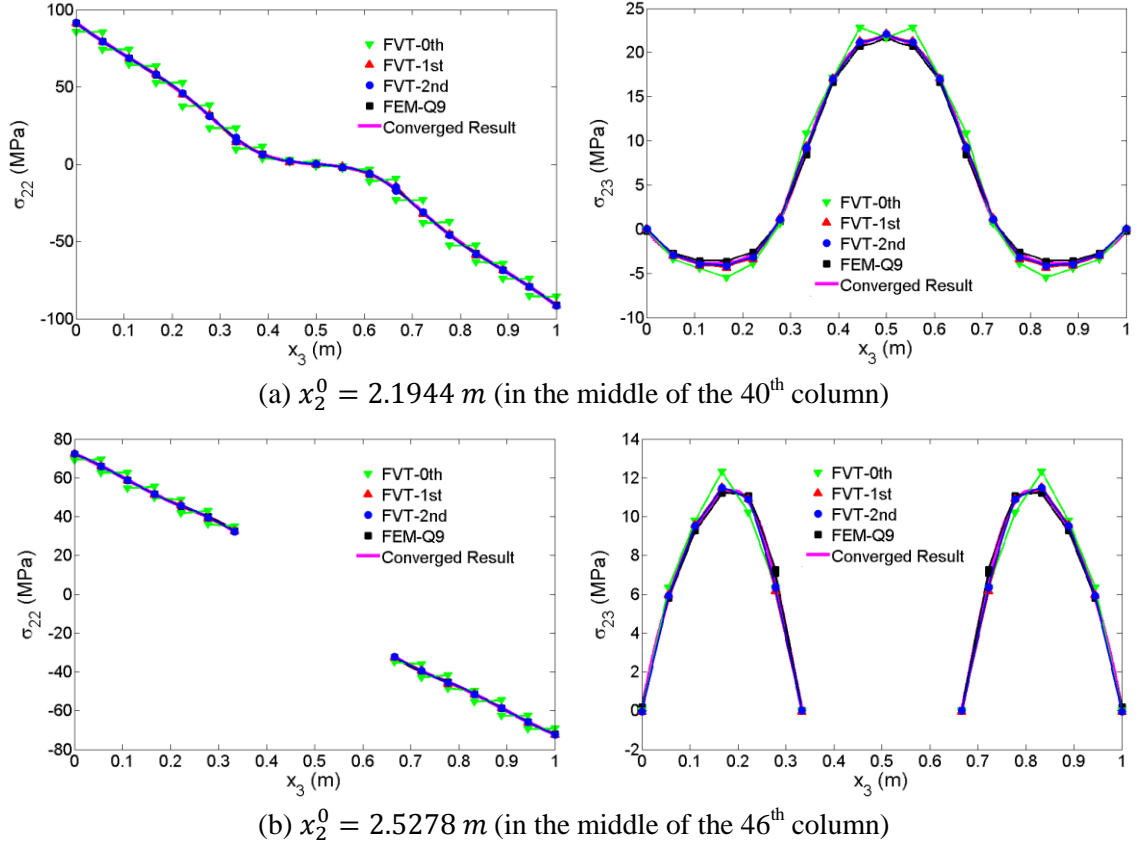 100
50
0
-50
-100
σ22 (MPa)
FVT-0th
FVT-1st
FVT-2nd
FEM-Q9
Converged Result
0 0.1 0.2 0.3 0.4 0.5 0.6 0.7 0.8 0.9 1
x3 (m)
25
20
15
10
5
0
-5
-10
σ23 (MPa)
FVT-0th
FVT-1st
FVT-2nd
FEM-Q9
Converged Result
0 0.1 0.2 0.3 0.4 0.5 0.6 0.7 0.8 0.9 1
x3 (m)
(a) x₂⁰ = 2.1944 m (in the middle of the 40th column)
80
60
40
20
0
-20
-40
-60
-80
σ22 (MPa)
FVT-0th
FVT-1st
FVT-2nd
FEM-Q9
Converged Result
0 0.1 0.2 0.3 0.4 0.5 0.6 0.7 0.8 0.9 1
x3 (m)
14
12
10
8
6
4
2
0
-2
σ23 (MPa)
FVT-0th
FVT-1st
FVT-2nd
FEM-Q9
Converged Result
0 0.1 0.2 0.3 0.4 0.5 0.6 0.7 0.8 0.9 1
x3 (m)
(b) x₂⁰ = 2.5278 m (in the middle of the 46th column)